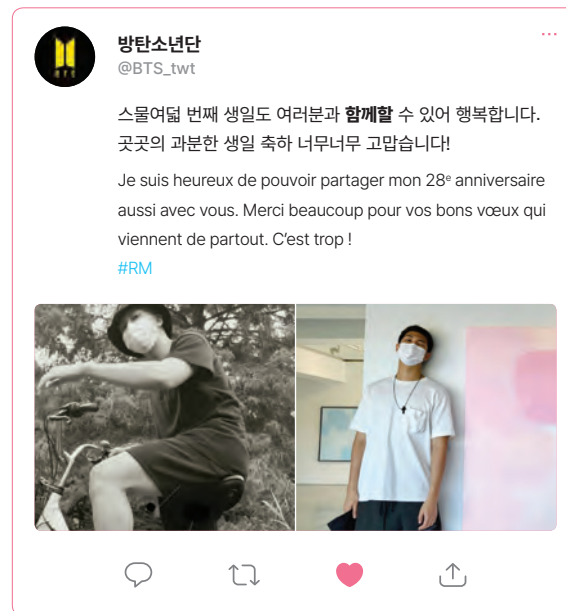 방탄소년단
@BTS_twt
스물여덟 번째 생일도 여러분과 함께할 수 있어 행복합니다.
곳곳의 과분한 생일 축하 너무너무 고맙습니다!
Je suis heureux de pouvoir partager mon 28ᵉ anniversaire
aussi avec vous. Merci beaucoup pour vos bons vœux qui
viennent de partout. C’est trop !
#RM
BTS